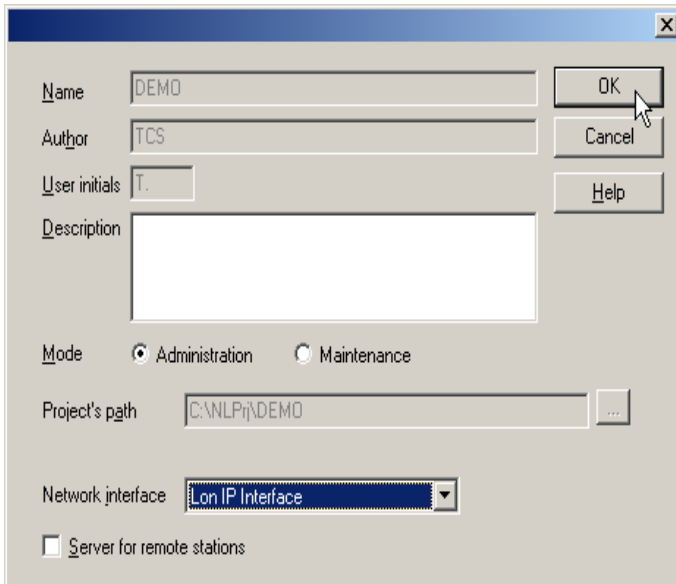 Name DEMO OK
Author TCS Cancel
User initials T. Help
Description
Mode Administration Maintenance
Project's path C:\NLPrj\DEMO ...
Network interface Lon IP Interface
Server for remote stations